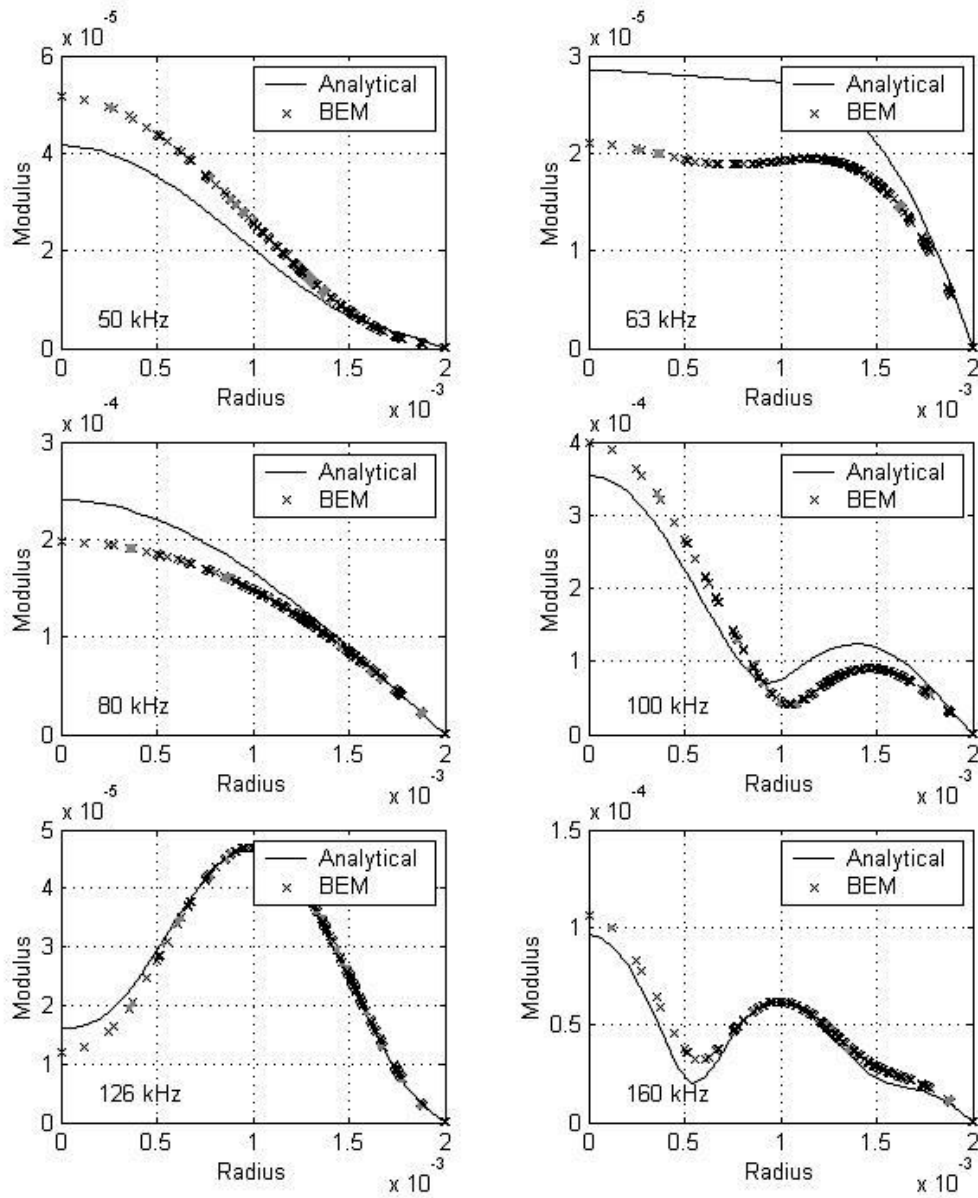 x 10^-5
6
4
2
0
Modulus
Analytical
BEM
50 kHz
0 0.5 1 1.5 2
Radius
x 10^-3
x 10^-5
3
2
1
0
Modulus
Analytical
BEM
63 kHz
0 0.5 1 1.5 2
Radius
x 10^-3
x 10^-4
3
2
1
0
Modulus
Analytical
BEM
80 kHz
0 0.5 1 1.5 2
Radius
x 10^-3
x 10^-4
4
3
2
1
0
Modulus
Analytical
BEM
100 kHz
0 0.5 1 1.5 2
Radius
x 10^-3
x 10^-5
5
4
3
2
1
0
Modulus
Analytical
BEM
126 kHz
0 0.5 1 1.5 2
Radius
x 10^-3
x 10^-4
1.5
1
0.5
0
Modulus
Analytical
BEM
160 kHz
0 0.5 1 1.5 2
Radius
x 10^-3